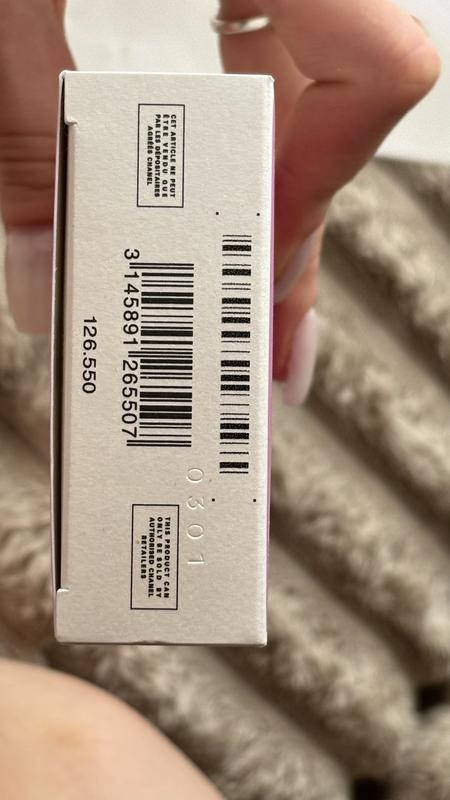 CET ARTICLE NE PEUT
ÊTRE VENDU QUE
PAR LES DÉPOSITAIRES
AGRÉÉS CHANEL
3 145891 265507
126.550
0301
THIS PRODUCT CAN
ONLY BE SOLD BY
AUTHORISED CHANEL
RETAILERS